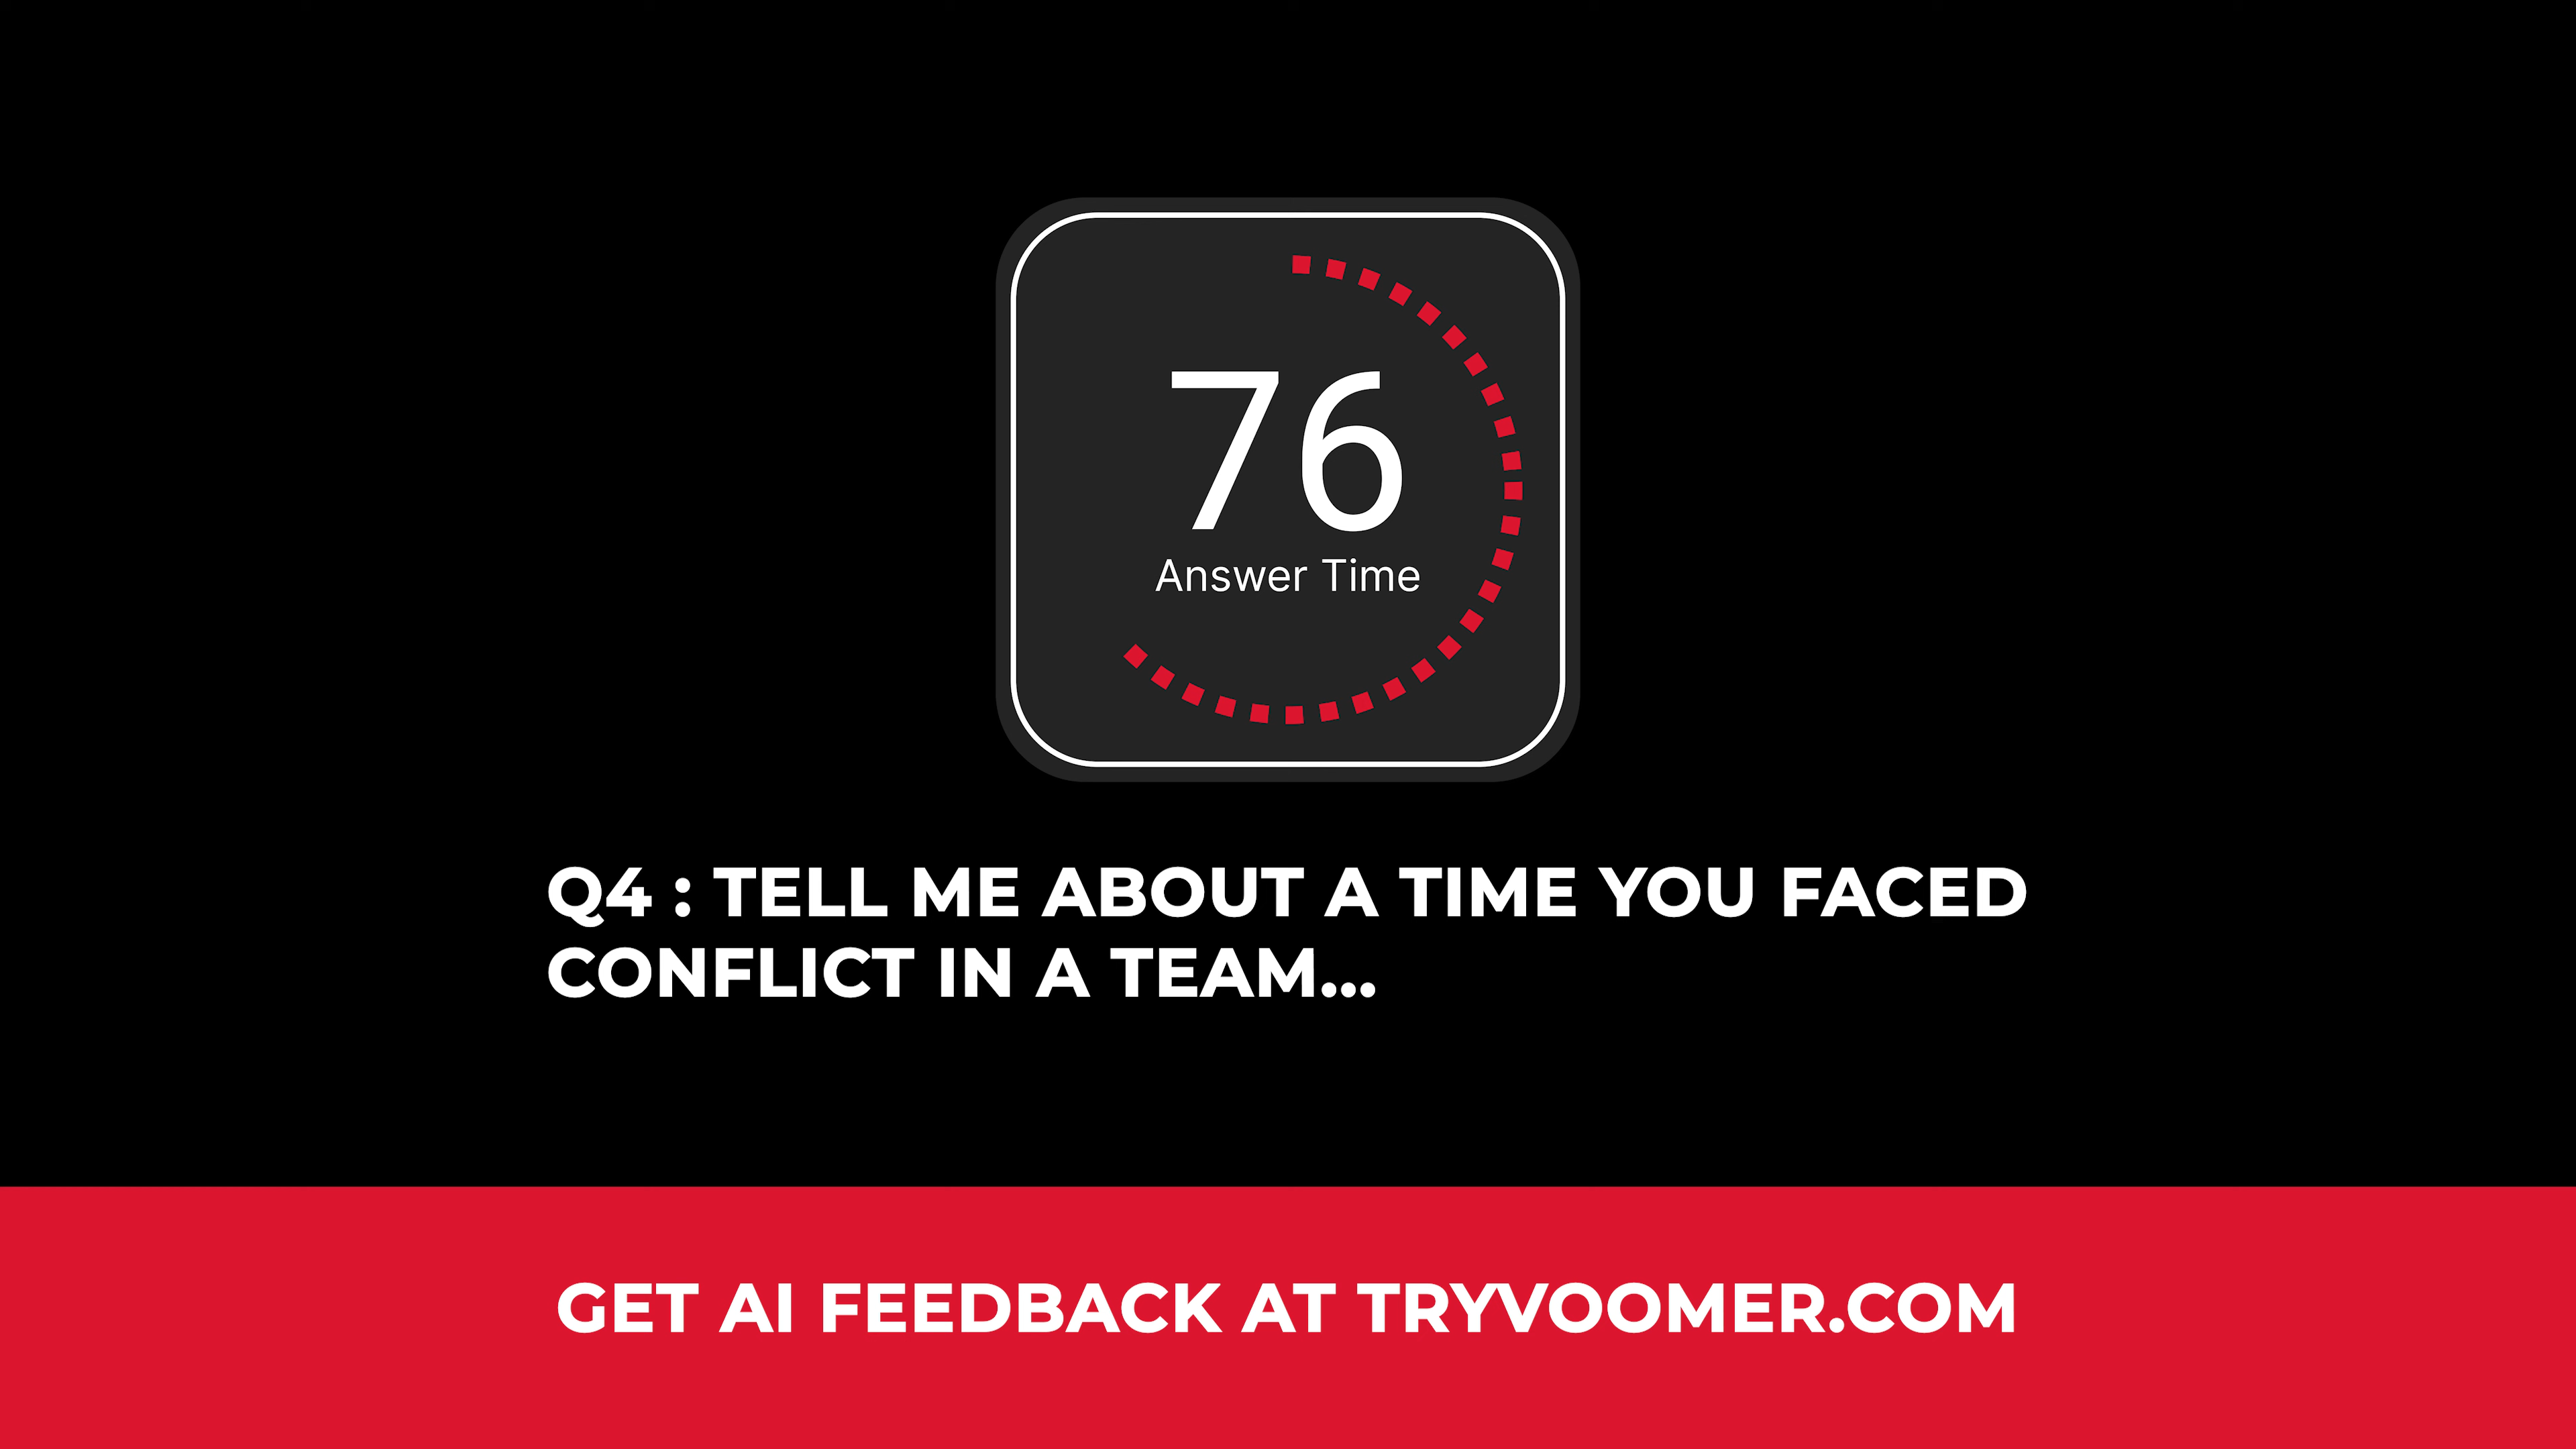 76
Answer Time
Q4 : TELL ME ABOUT A TIME YOU FACED
CONFLICT IN A TEAM...
GET AI FEEDBACK AT TRYVOOMER.COM